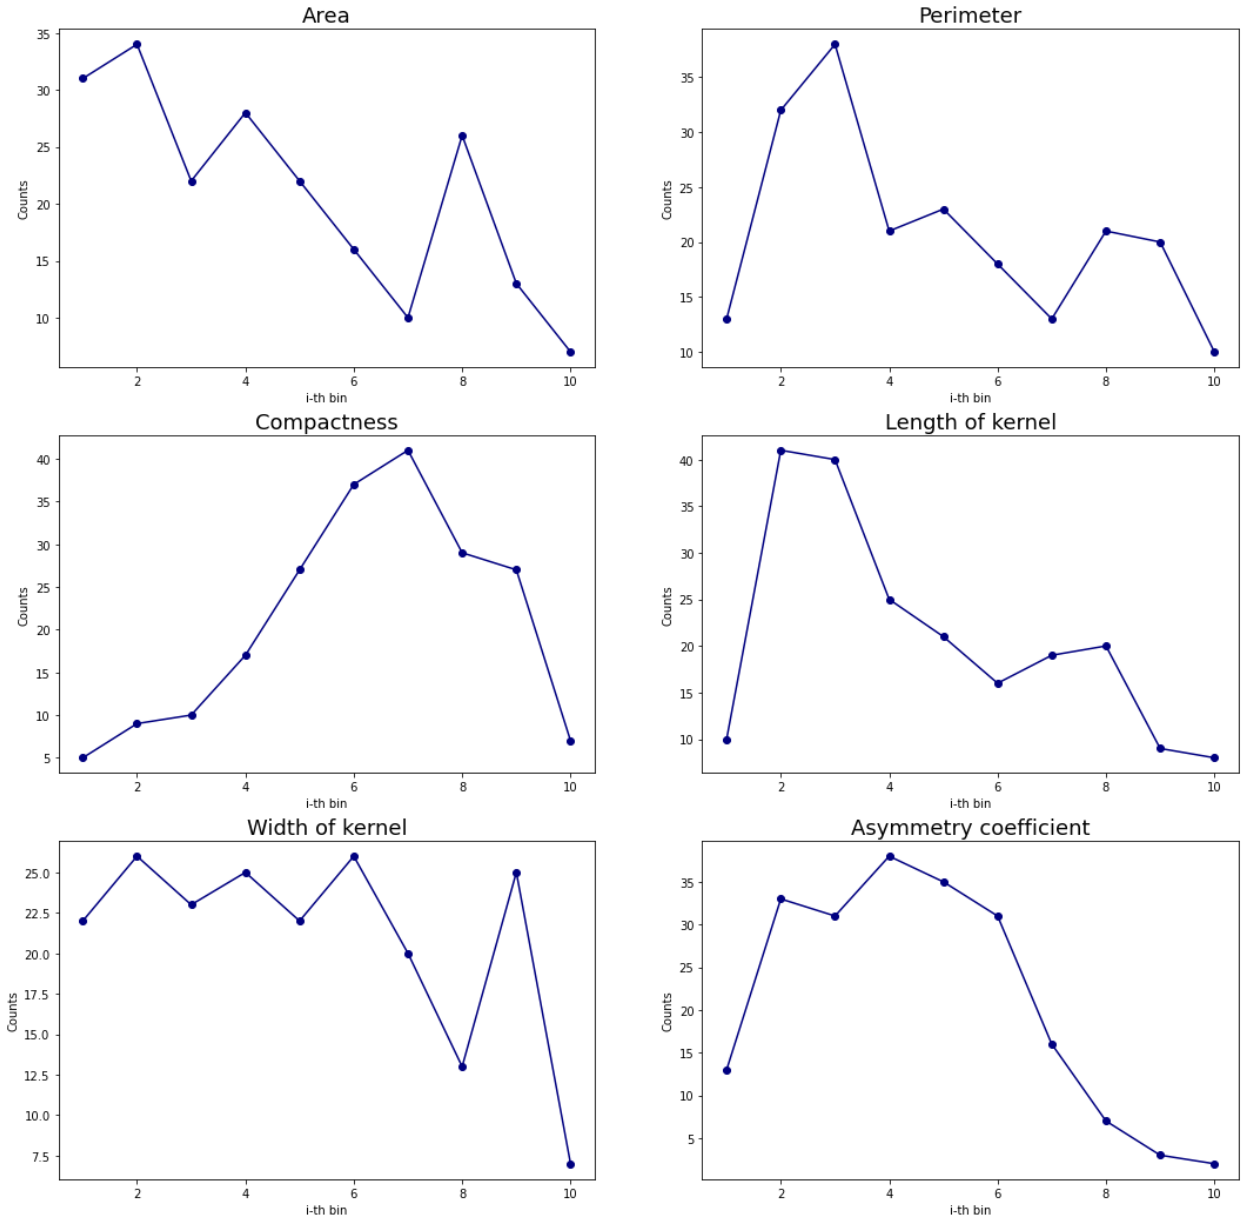 Area
35
30
25
20
15
10
Counts
2 4 6 8 10
i-th bin
Perimeter
35
30
25
20
15
10
Counts
2 4 6 8 10
i-th bin
Compactness
40
35
30
25
20
15
10
5
Counts
2 4 6 8 10
i-th bin
Length of kernel
40
35
30
25
20
15
10
Counts
2 4 6 8 10
i-th bin
Width of kernel
25.0
22.5
20.0
17.5
15.0
12.5
10.0
7.5
Counts
2 4 6 8 10
i-th bin
Asymmetry coefficient
35
30
25
20
15
10
5
Counts
2 4 6 8 10
i-th bin